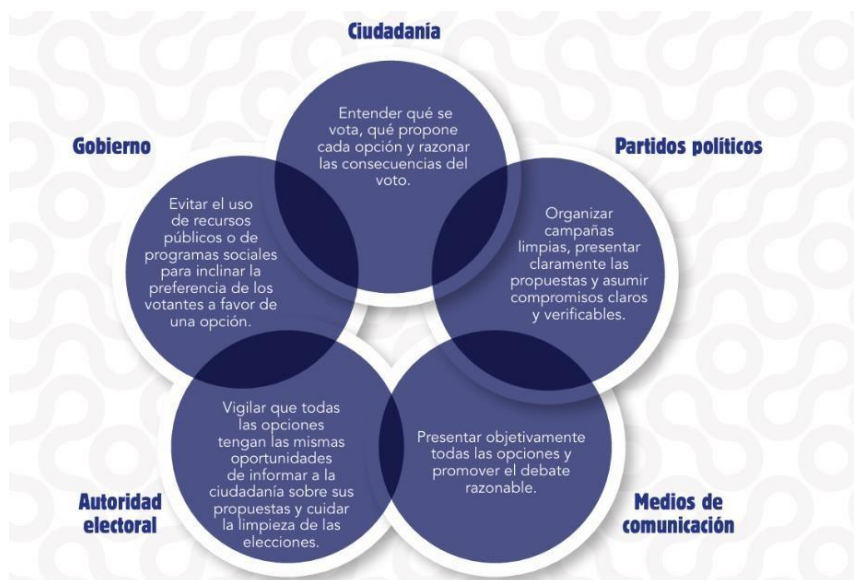 Ciudadanía
Entender qué se
vota, qué propone
cada opción y razonar
las consecuencias del
voto.
Gobierno
Evitar el uso
de recursos
públicos o de
programas sociales
para inclinar la
preferencia de los
votantes a favor de
una opción.
Partidos políticos
Organizar
campañas
limpias, presentar
claramente las
propuestas y asumir
compromisos claros
y verificables.
Autoridad
electoral
Vigilar que todas
las opciones
tengan las mismas
oportunidades
de informar a la
ciudadanía sobre sus
propuestas y cuidar
la limpieza de las
elecciones.
Presentar objetivamente
todas las opciones y
promover el debate
razonable.
Medios de
comunicación